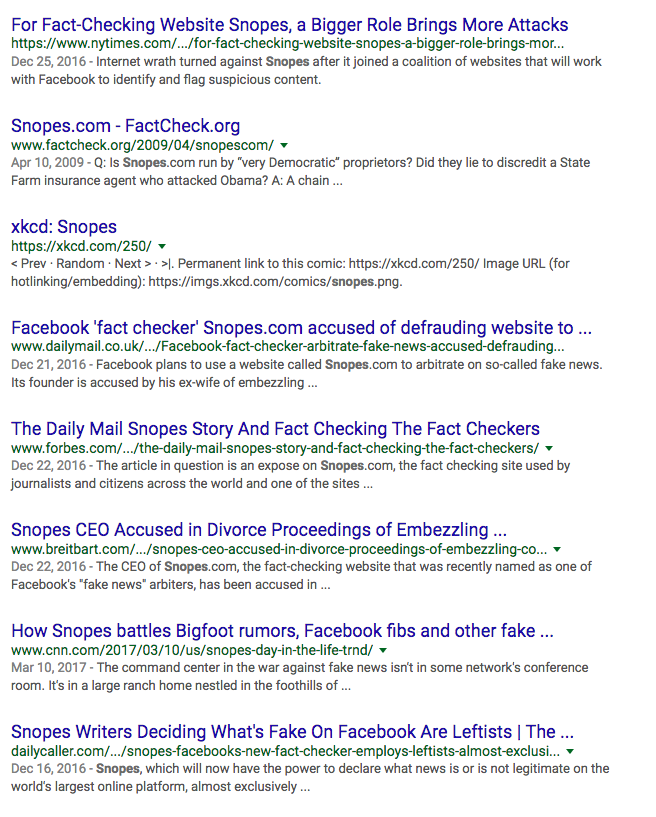 For Fact-Checking Website Snopes, a Bigger Role Brings More Attacks
https://www.nytimes.com/.../for-fact-checking-website-snopes-a-bigger-role-brings-mor...
Dec 25, 2016 - Internet wrath turned against Snopes after it joined a coalition of websites that will work
with Facebook to identify and flag suspicious content.
Snopes.com - FactCheck.org
www.factcheck.org/2009/04/snopescom/
Apr 10, 2009 - Q: Is Snopes.com run by "very Democratic" proprietors? Did they lie to discredit a State
Farm insurance agent who attacked Obama? A: A chain ...
xkcd: Snopes
https://xkcd.com/250/
< Prev · Random · Next > · >|. Permanent link to this comic: https://xkcd.com/250/ Image URL (for
hotlinking/embedding): https://imgs.xkcd.com/comics/snopes.png.
Facebook 'fact checker' Snopes.com accused of defrauding website to ...
www.dailymail.co.uk/.../Facebook-fact-checker-arbitrate-fake-news-accused-defrauding...
Dec 21, 2016 - Facebook plans to use a website called Snopes.com to arbitrate on so-called fake news.
Its founder is accused by his ex-wife of embezzling ...
The Daily Mail Snopes Story And Fact Checking The Fact Checkers
www.forbes.com/.../the-daily-mail-snopes-story-and-fact-checking-the-fact-checkers/
Dec 22, 2016 - The article in question is an expose on Snopes.com, the fact checking site used by
journalists and citizens across the world and one of the sites ...
Snopes CEO Accused in Divorce Proceedings of Embezzling ...
www.breitbart.com/.../snopes-ceo-accused-in-divorce-proceedings-of-embezzling-co...
Dec 22, 2016 - The CEO of Snopes.com, the fact-checking website that was recently named as one of
Facebook's "fake news" arbiters, has been accused in ...
How Snopes battles Bigfoot rumors, Facebook fibs and other fake ...
www.cnn.com/2017/03/10/us/snopes-day-in-the-life-trnd/
Mar 10, 2017 - The command center in the war against fake news isn't in some network's conference
room. It's in a large ranch home nestled in the foothills of ...
Snopes Writers Deciding What's Fake On Facebook Are Leftists | The ...
dailycaller.com/.../snopes-facebooks-new-fact-checker-employs-leftists-almost-exclusi...
Dec 16, 2016 - Snopes, which will now have the power to declare what news is or is not legitimate on the
world's largest online platform, almost exclusively ...